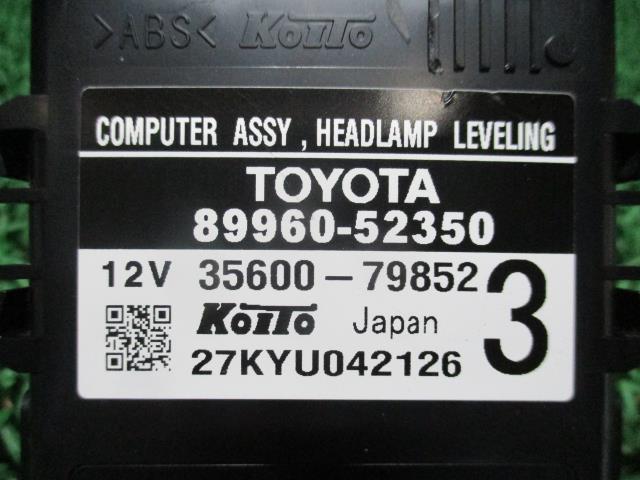 >ABS< KOITO
COMPUTER ASSY , HEADLAMP LEVELING
TOYOTA
89960-52350
12V 35600-79852 3
KOITO Japan
27KYU042126